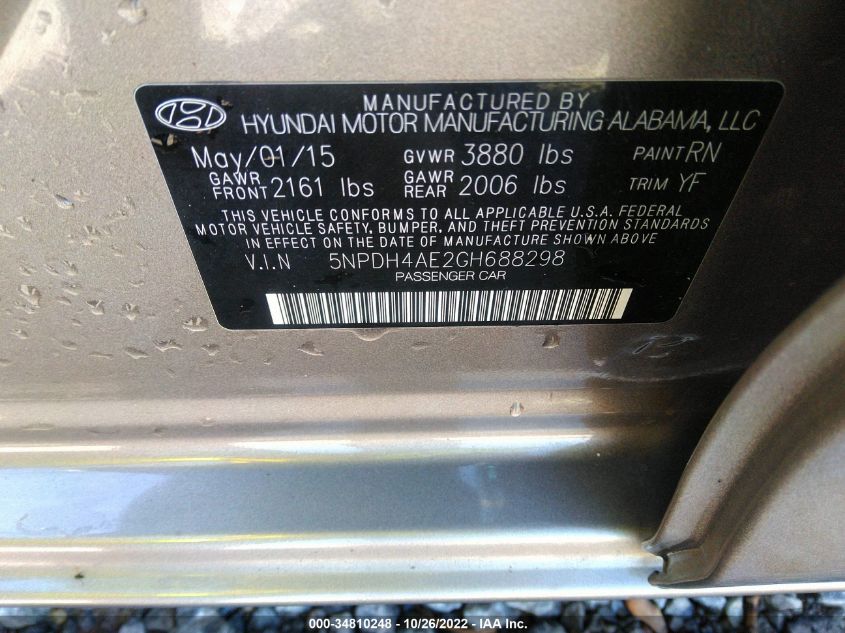 MANUFACTURED BY
HYUNDAI MOTOR MANUFACTURING ALABAMA, LLC
May/01/15 GVWR 3880 lbs PAINT RN
GAWR FRONT 2161 lbs GAWR REAR 2006 lbs TRIM YF
THIS VEHICLE CONFORMS TO ALL APPLICABLE U.S.A. FEDERAL
MOTOR VEHICLE SAFETY, BUMPER, AND THEFT PREVENTION STANDARDS
IN EFFECT ON THE DATE OF MANUFACTURE SHOWN ABOVE
V.I.N 5NPDH4AE2GH688298
PASSENGER CAR
000-34810248 - 10/26/2022 - IAA Inc.